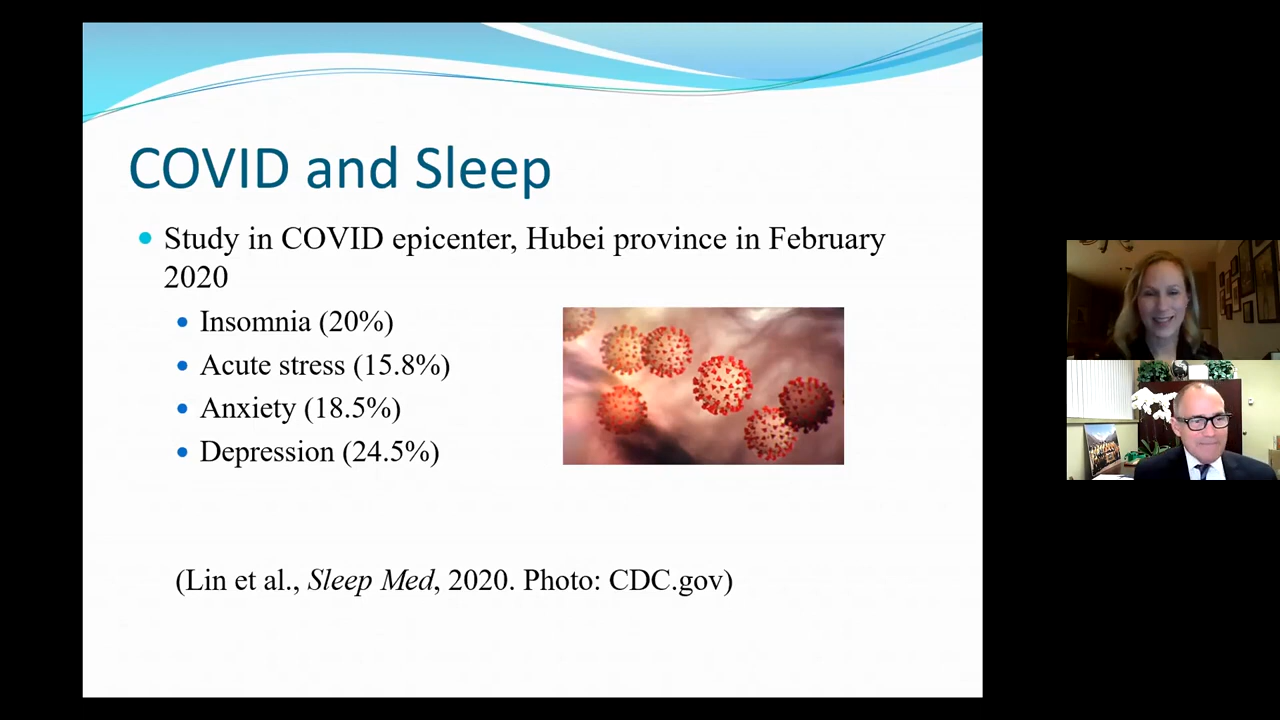 COVID and Sleep
Study in COVID epicenter, Hubei province in February
2020
Insomnia (20%)
Acute stress (15.8%)
Anxiety (18.5%)
Depression (24.5%)
(Lin et al., Sleep Med, 2020. Photo: CDC.gov)